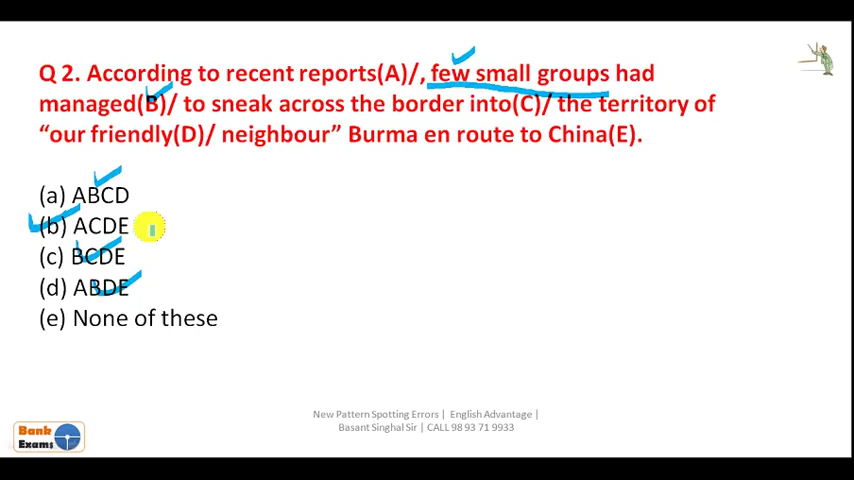 Q 2. According to recent reports(A)/, few small groups had
managed(B)/ to sneak across the border into(C)/ the territory of
“our friendly(D)/ neighbour” Burma en route to China(E).
(a) ABCD
(b) ACDE
(c) BCDE
(d) ABDE
(e) None of these
New Pattern Spotting Errors | English Advantage |
Basant Singhal Sir | CALL 98 93 71 9933
Bank
Exams